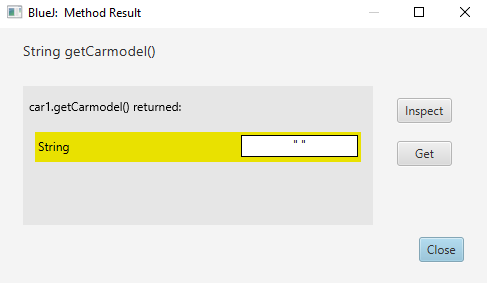 BlueJ: Method Result
String getCarmodel()
car1.getCarmodel() returned:
Inspect
String " "
Get
Close